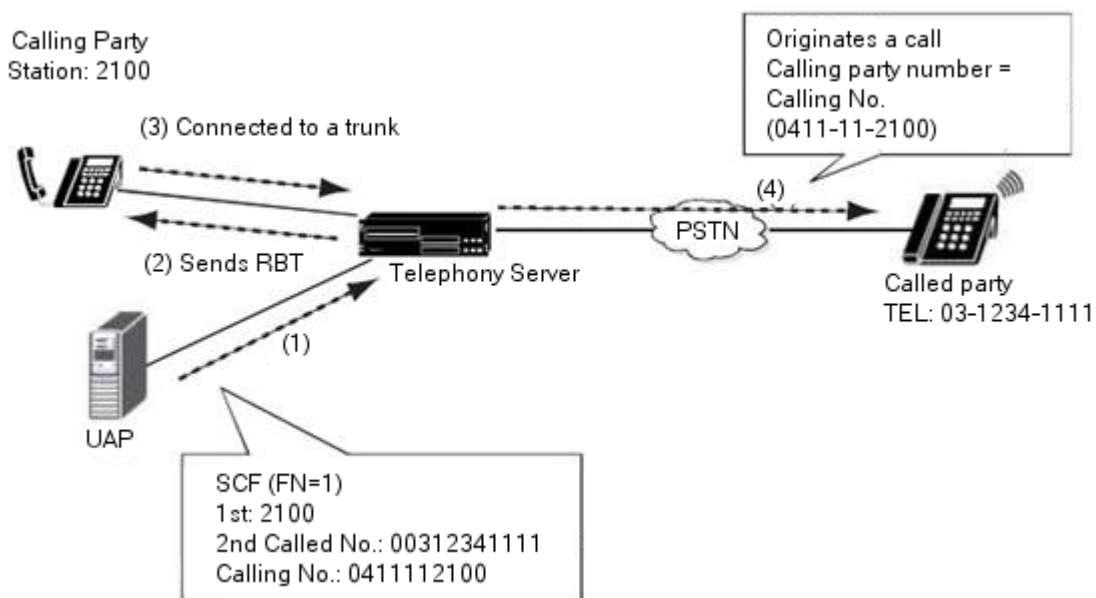 Calling Party
Station: 2100
(3) Connected to a trunk
(2) Sends RBT
Telephony Server
(1)
UAP
SCF (FN=1)
1st: 2100
2nd Called No.: 00312341111
Calling No.: 0411112100
Originates a call
Calling party number =
Calling No.
(0411-11-2100)
(4)
PSTN
Called party
TEL: 03-1234-1111